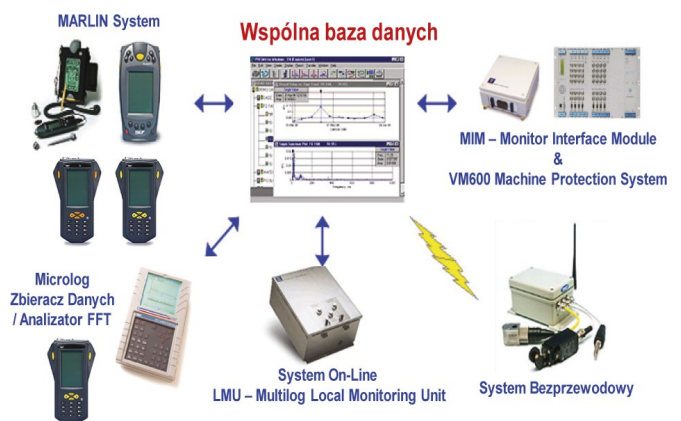 MARLIN System
Wspólna baza danych
MIM – Monitor Interface Module
&
VM600 Machine Protection System
Microlog
Zbieracz Danych
/ Analizator FFT
System On-Line
LMU – Multilog Local Monitoring Unit
System Bezprzewodowy
SKF